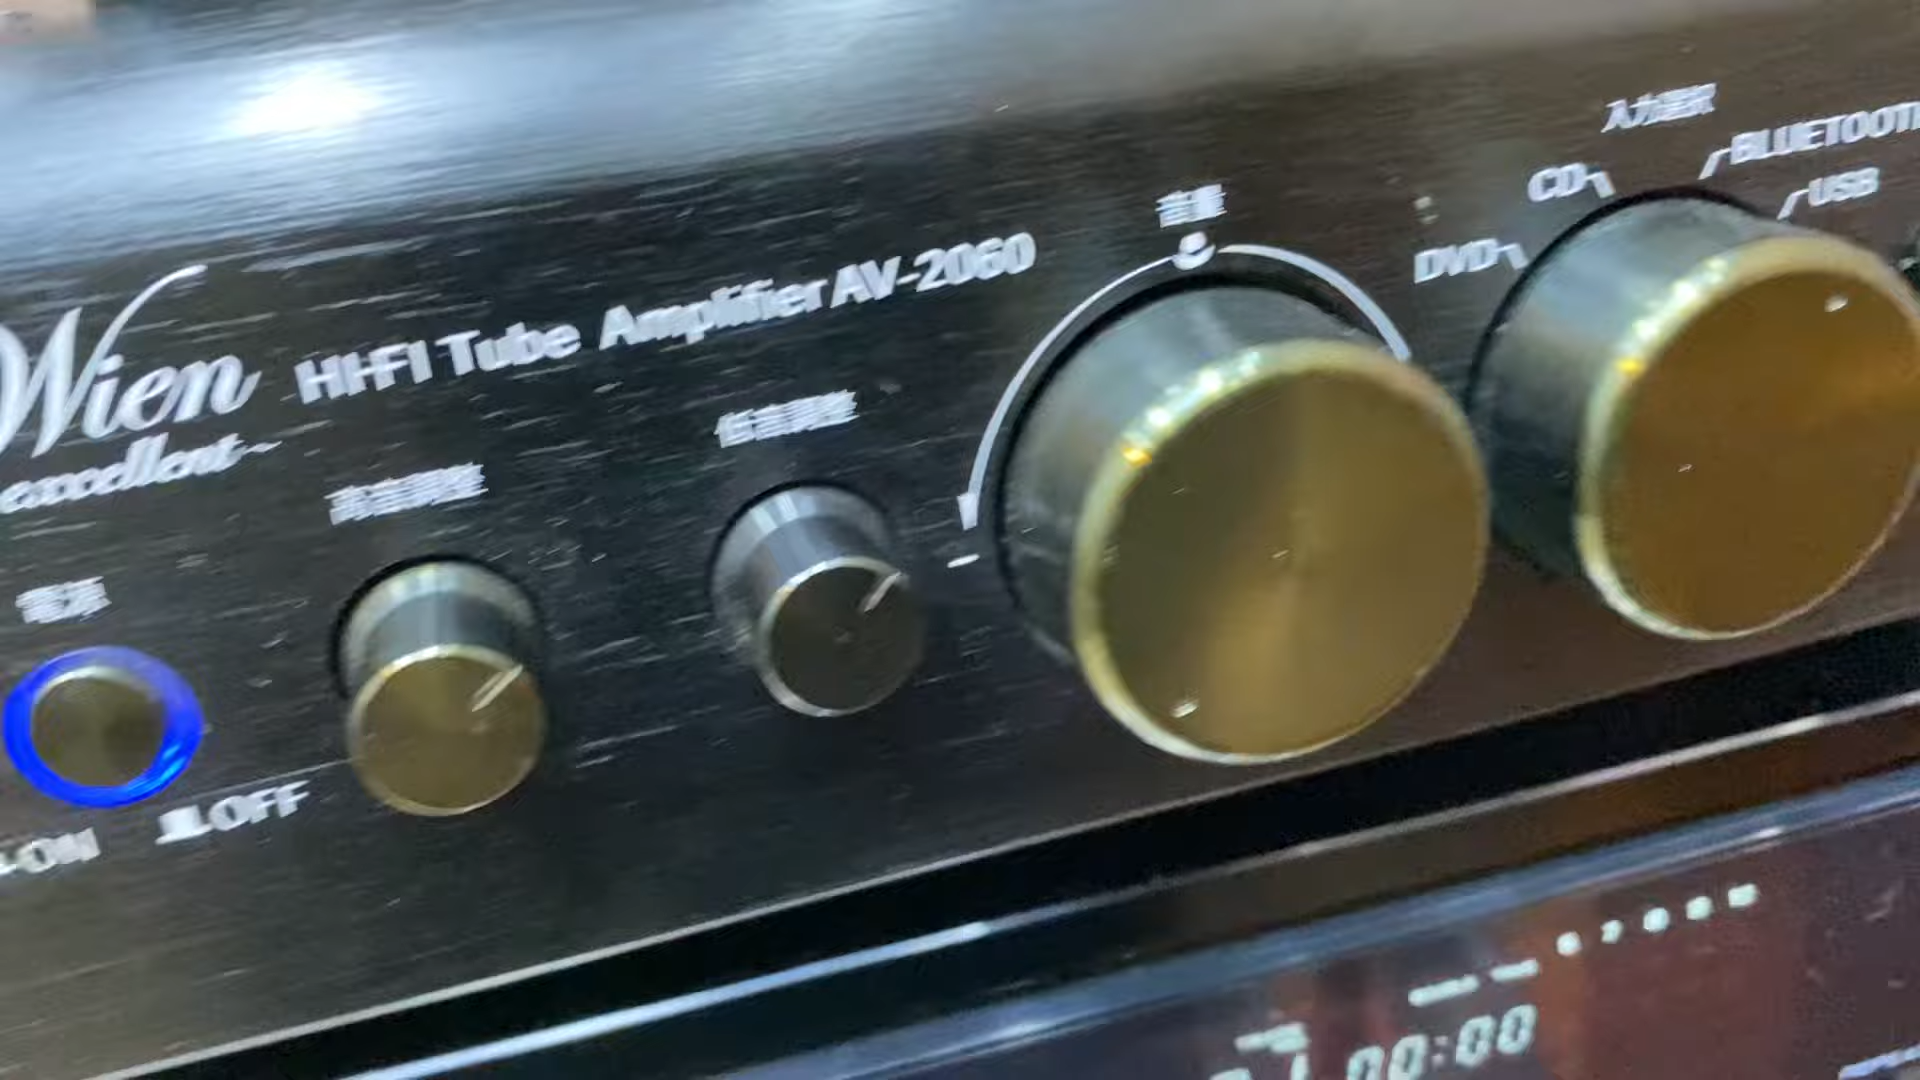 入力選択
BLUETOOTH
CD
USB
音量
DVD
HI-FI Tube Amplifier AV-2060
Wien
excellent
低音調整
高音調整
電源
ON
OFF
00:00